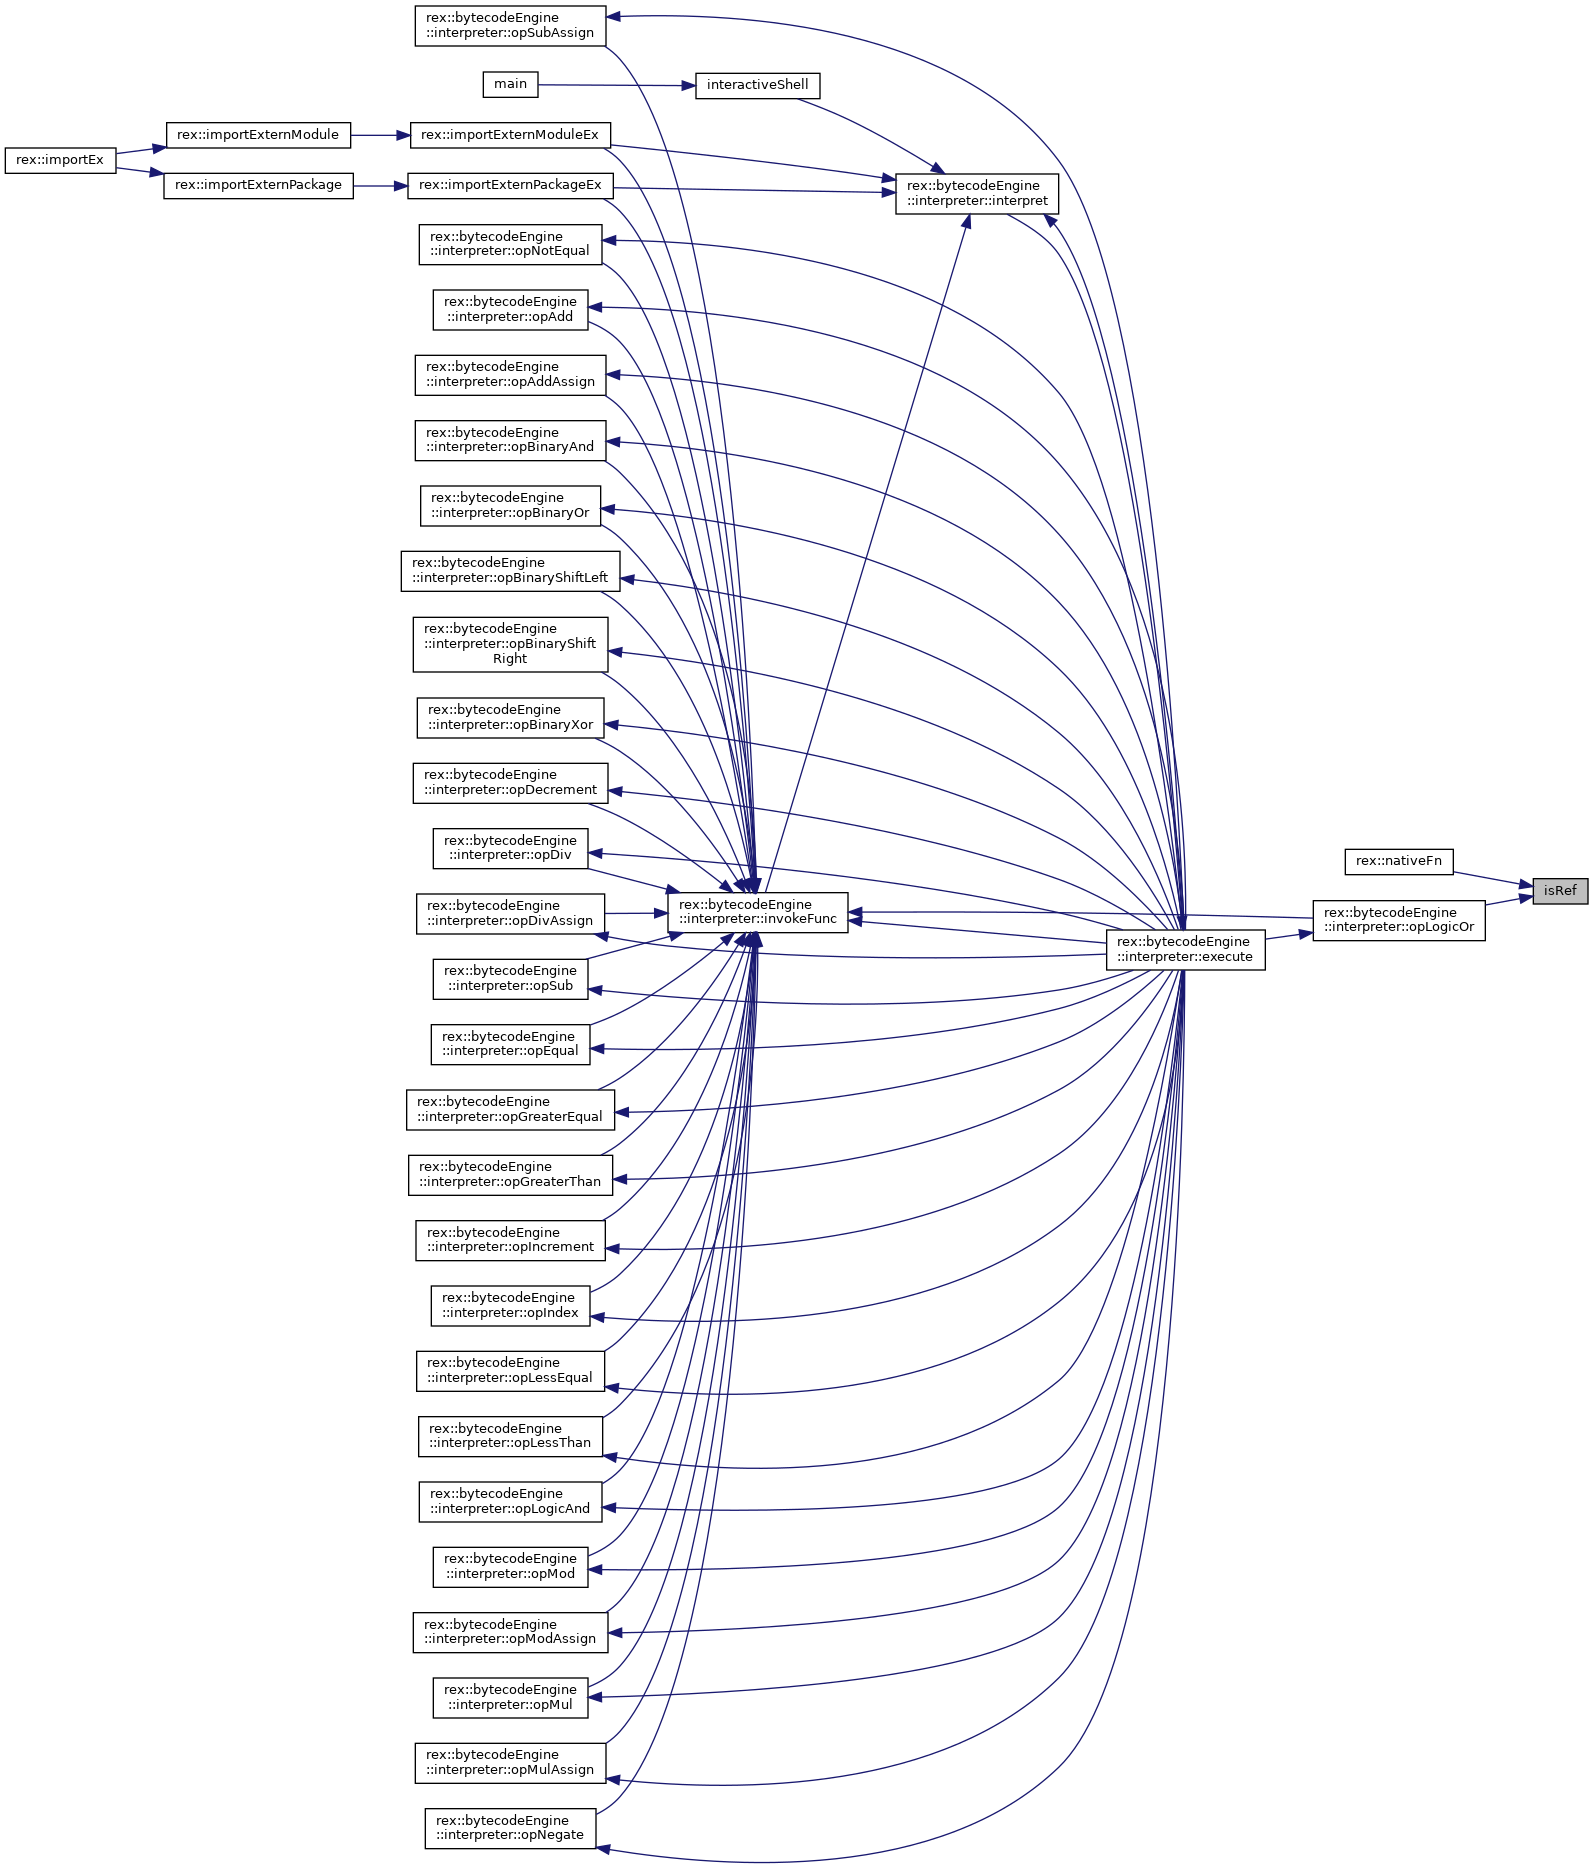 rex::bytecodeEngine
::interpreter::opSubAssign
main
interactiveShell
rex::importExternModule
rex::importExternModuleEx
rex::importEx
rex::importExternPackage
rex::importExternPackageEx
rex::bytecodeEngine
::interpreter::interpret
rex::bytecodeEngine
::interpreter::opNotEqual
rex::bytecodeEngine
::interpreter::opAdd
rex::bytecodeEngine
::interpreter::opAddAssign
rex::bytecodeEngine
::interpreter::opBinaryAnd
rex::bytecodeEngine
::interpreter::opBinaryOr
rex::bytecodeEngine
::interpreter::opBinaryShiftLeft
rex::bytecodeEngine
::interpreter::opBinaryShift
Right
rex::bytecodeEngine
::interpreter::opBinaryXor
rex::bytecodeEngine
::interpreter::opDecrement
rex::bytecodeEngine
::interpreter::opDiv
rex::bytecodeEngine
::interpreter::opDivAssign
rex::bytecodeEngine
::interpreter::invokeFunc
rex::nativeFn
isRef
rex::bytecodeEngine
::interpreter::opLogicOr
rex::bytecodeEngine
::interpreter::execute
rex::bytecodeEngine
::interpreter::opSub
rex::bytecodeEngine
::interpreter::opEqual
rex::bytecodeEngine
::interpreter::opGreaterEqual
rex::bytecodeEngine
::interpreter::opGreaterThan
rex::bytecodeEngine
::interpreter::opIncrement
rex::bytecodeEngine
::interpreter::opIndex
rex::bytecodeEngine
::interpreter::opLessEqual
rex::bytecodeEngine
::interpreter::opLessThan
rex::bytecodeEngine
::interpreter::opLogicAnd
rex::bytecodeEngine
::interpreter::opMod
rex::bytecodeEngine
::interpreter::opModAssign
rex::bytecodeEngine
::interpreter::opMul
rex::bytecodeEngine
::interpreter::opMulAssign
rex::bytecodeEngine
::interpreter::opNegate